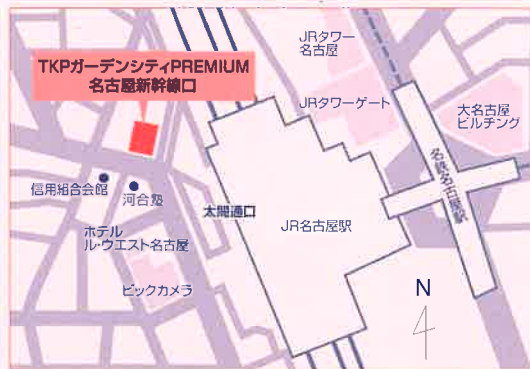 TKPガーデンシティPREMIUM
名古屋新幹線口
JRタワー
名古屋
JRタワーゲート
大名古屋
ビルヂング
名鉄名古屋駅
信用組合会館
河合塾
太閤通口
JR名古屋駅
ホテル
ル・ウエスト名古屋
ビックカメラ
N